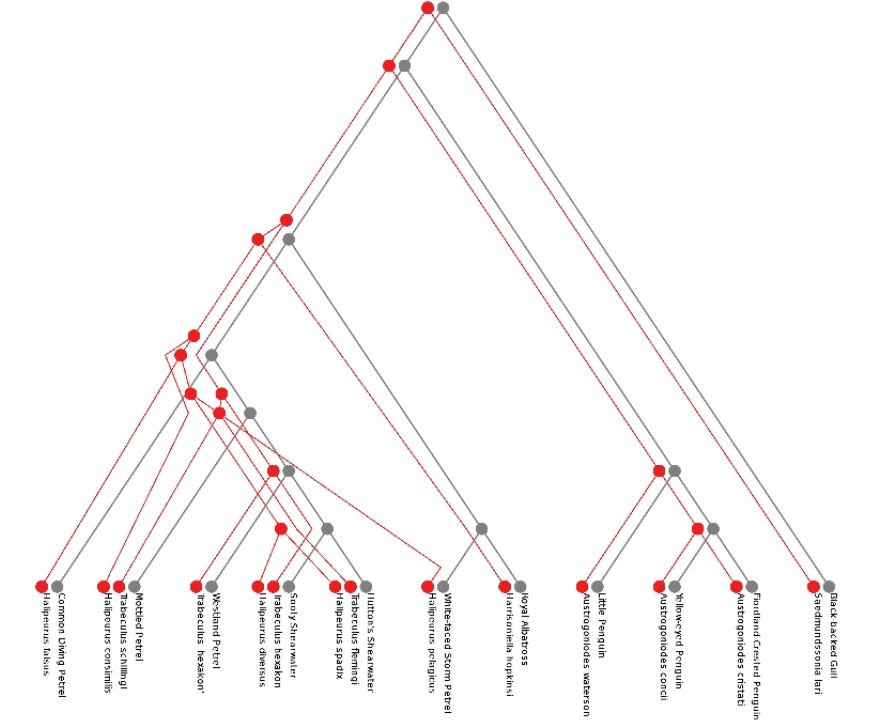 Halipeurus falsus
Common Diving Petrel
Halipeurus consimilis
Trabeculus schillingi
Mottled Petrel
Trabeculus hexakon'
Westland Petrel
Halipeurus diversus
Trabeculus hexakon
Sooty Shearwater
Halipeurus spadix
Trabeculus flemingi
Hutton's Shearwater
Halipeurus pelagicus
White-faced Storm Petrel
Harrisoniella hopkinsi
Royal Albatross
Austrogoniodes waterson
Little Penguin
Austrogoniodes concii
Yellow-eyed Penguin
Austrogoniodes cristati
Fiordland Crested Penguin
Saedmundssonia lari
Black-backed Gull